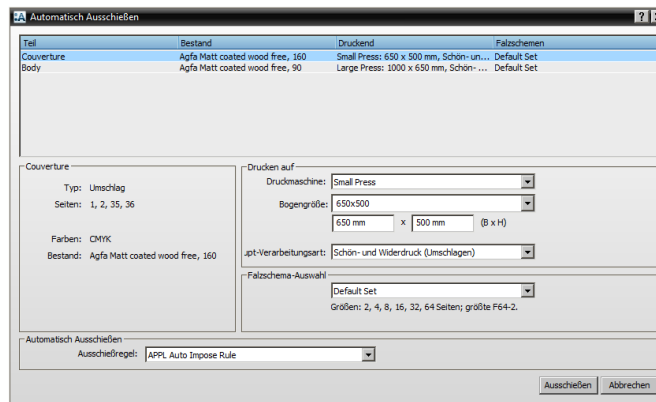 :A Automatisch Ausschießen
Teil Bestand Druckend Falzschemen
Couverture Agfa Matt coated wood free, 160 Small Press: 650 x 500 mm, Schön- un... Default Set
Body Agfa Matt coated wood free, 90 Large Press: 1000 x 650 mm, Schön- ... Default Set
Couverture
Typ: Umschlag
Seiten: 1, 2, 35, 36
Farben: CMYK
Bestand: Agfa Matt coated wood free, 160
Drucken auf
Druckmaschine: Small Press
Bogengröße: 650x500
650 mm x 500 mm (B x H)
upt-Verarbeitungsart: Schön- und Widerdruck (Umschlagen)
Falzschema-Auswahl
Default Set
Größen: 2, 4, 8, 16, 32, 64 Seiten; größte F64-2.
Automatisch Ausschießen
Ausschießregel: APPL Auto Impose Rule
Ausschießen Abbrechen